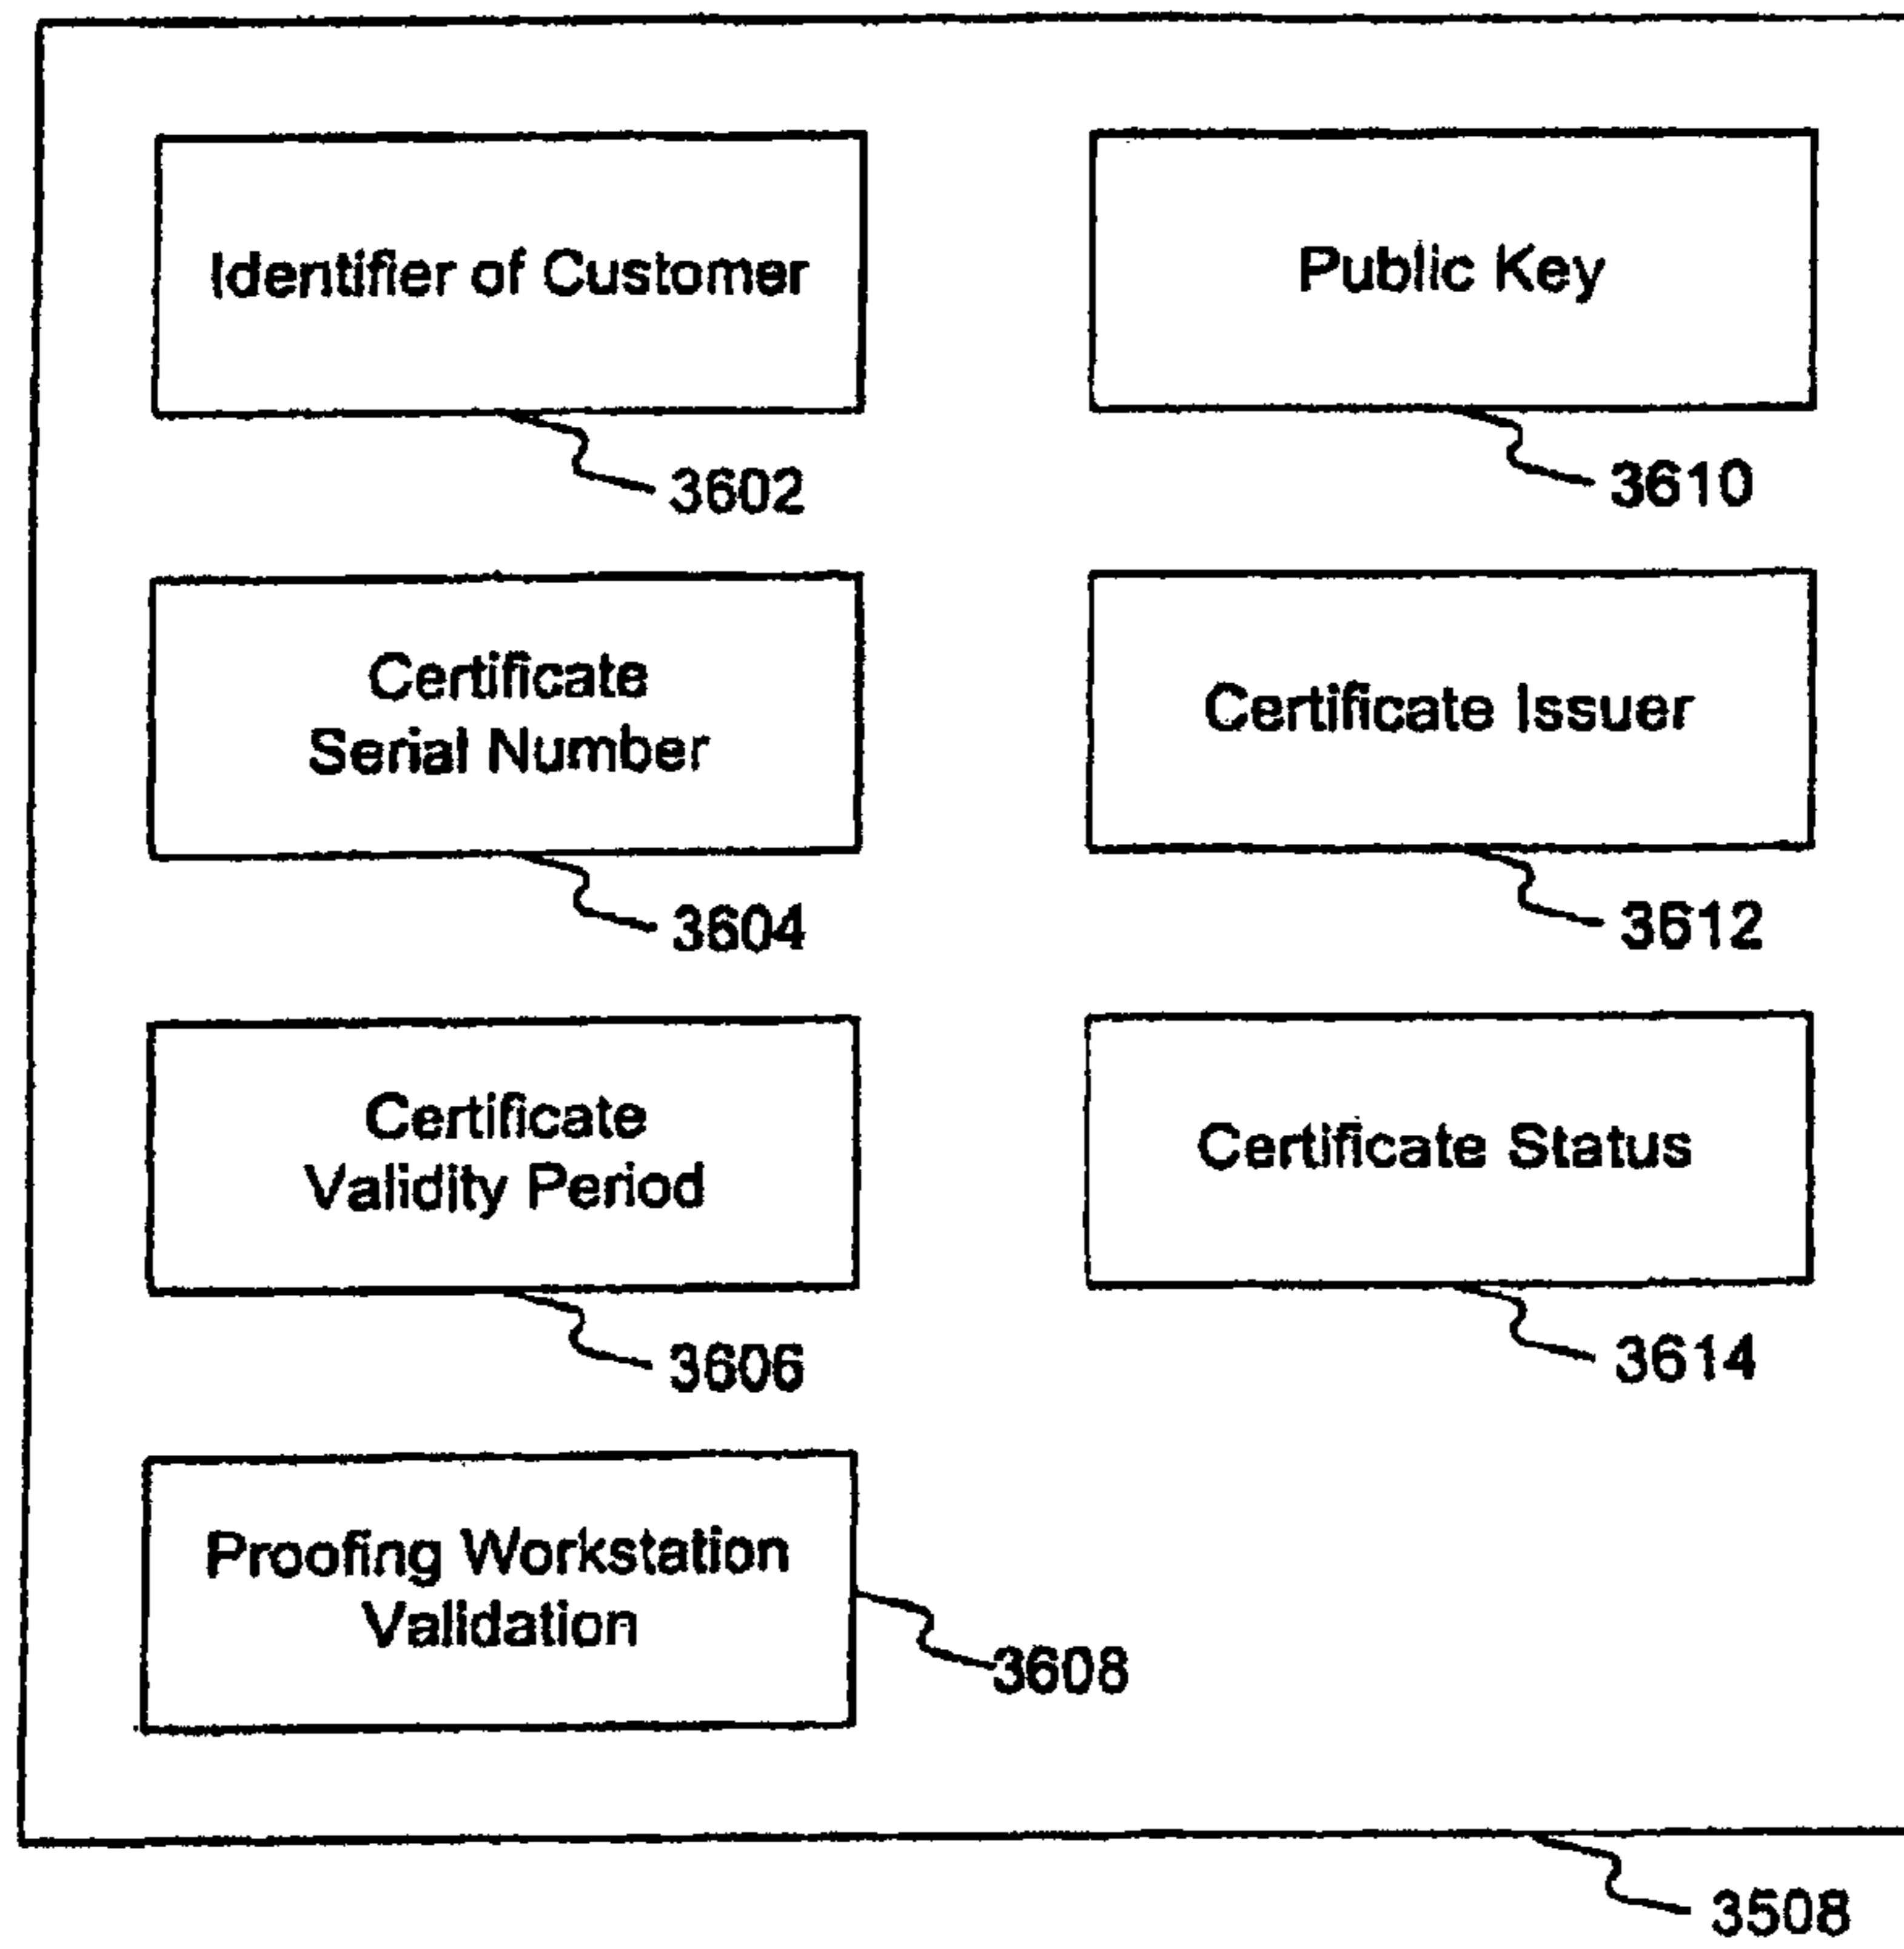 Identifier of Customer
3602
Public Key
3610
Certificate
Serial Number
3604
Certificate Issuer
3612
Certificate
Validity Period
3606
Certificate Status
3614
Proofing Workstation
Validation
3608
3508